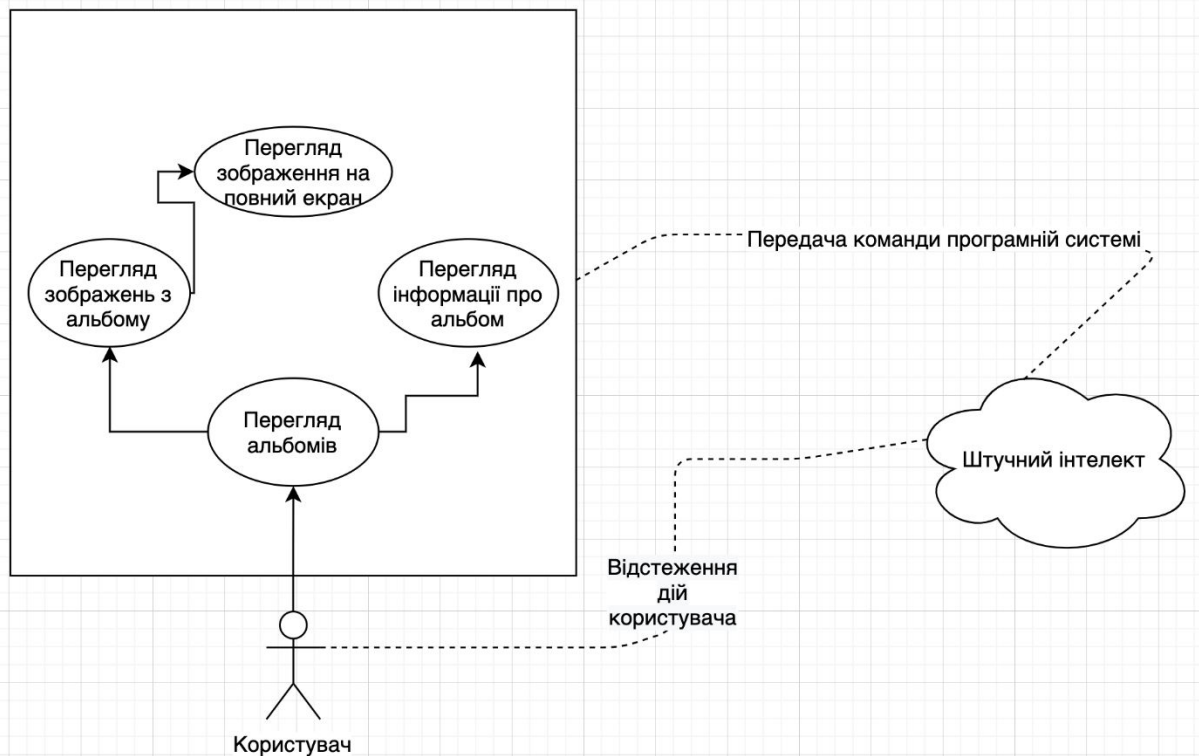 Перегляд
зображення на
повний екран
Перегляд
зображень з
альбому
Перегляд
інформації про
альбом
Передача команди програмній системі
Перегляд
альбомів
Штучний інтелект
Відстеження
дій
користувача
Користувач